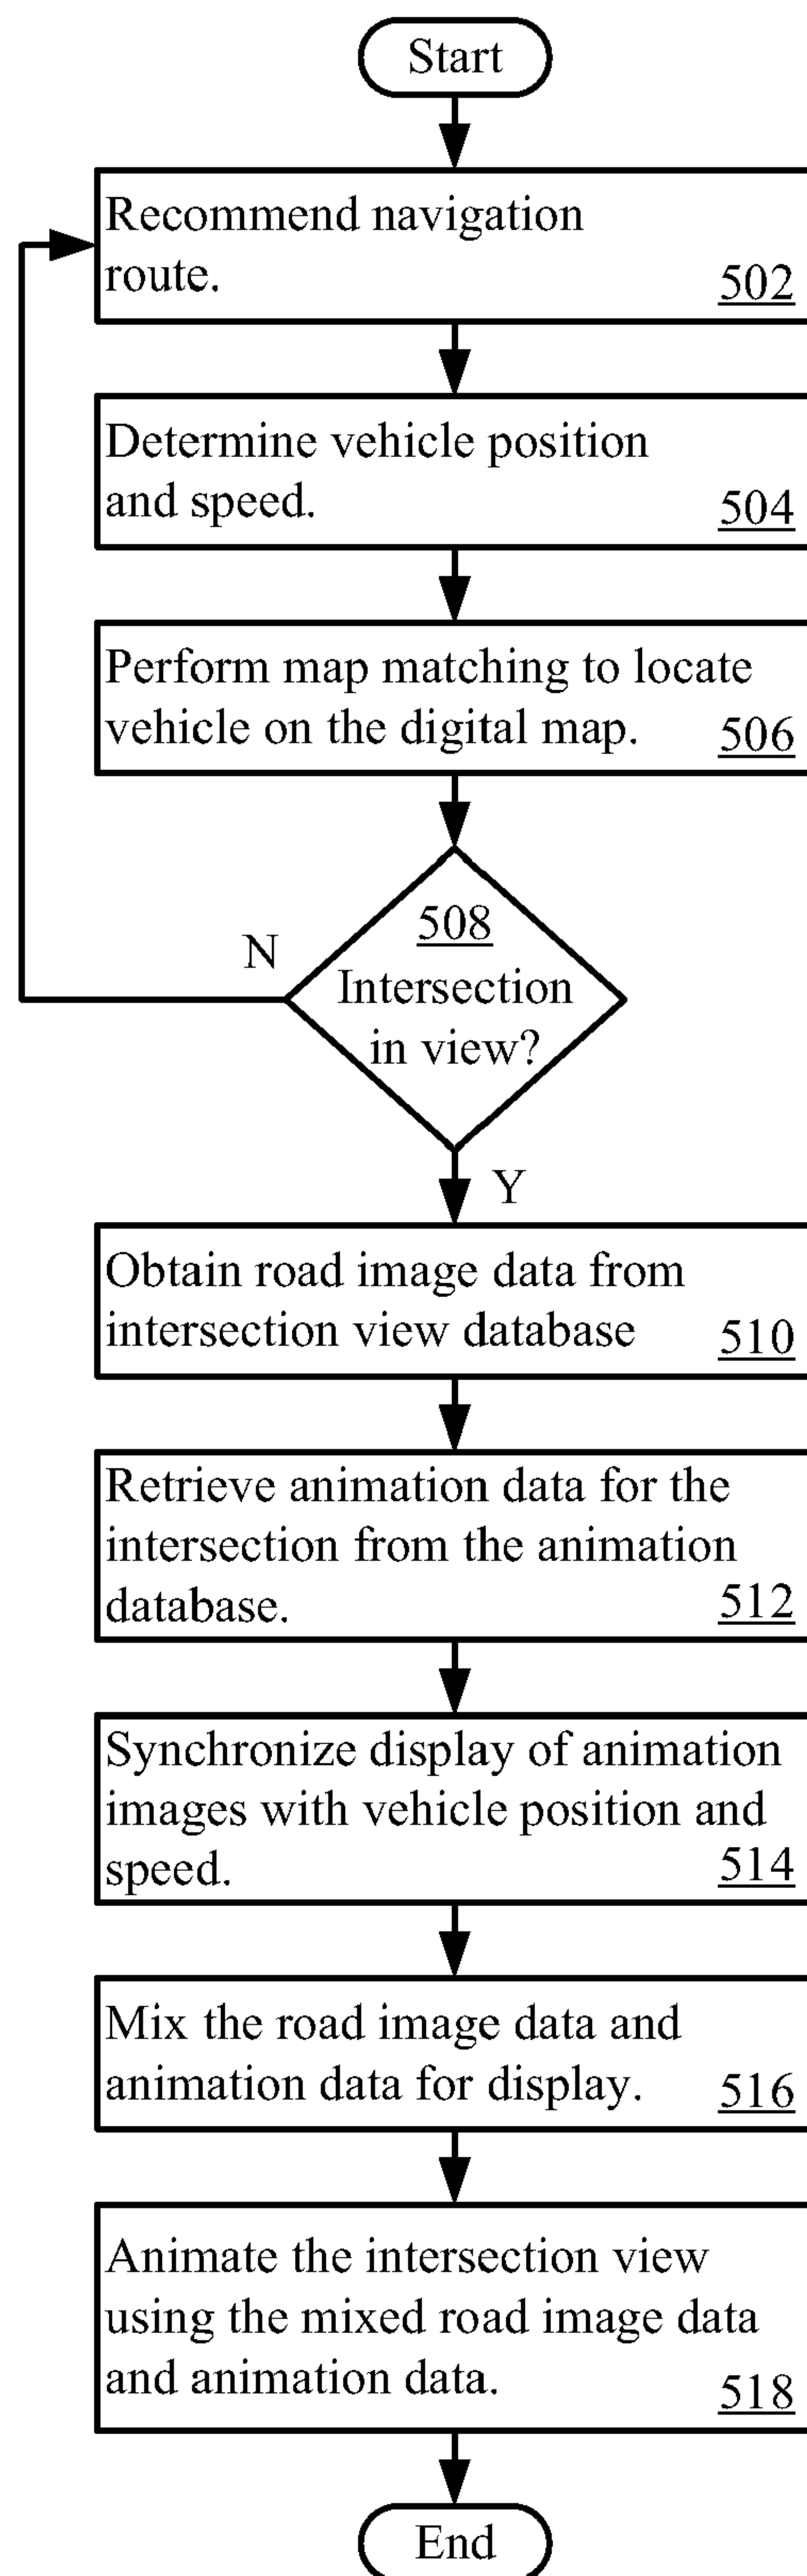 Start
Recommend navigation
route.
502
Determine vehicle position
and speed.
504
Perform map matching to locate
vehicle on the digital map.
506
508
N
Intersection
in view?
Y
Obtain road image data from
intersection view database
510
Retrieve animation data for the
intersection from the animation
database.
512
Synchronize display of animation
images with vehicle position and
speed.
514
Mix the road image data and
animation data for display.
516
Animate the intersection view
using the mixed road image data
and animation data.
518
End